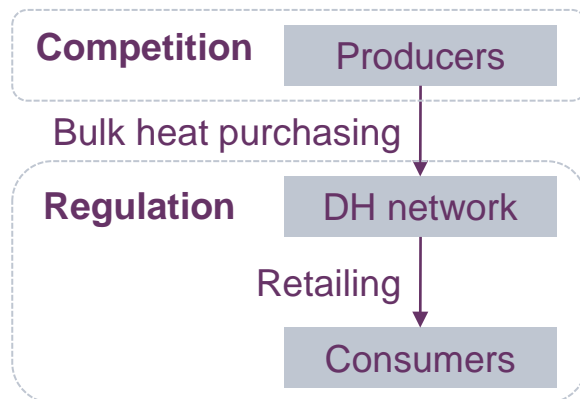 Competition
Producers
Bulk heat purchasing
Regulation
DH network
Retailing
Consumers